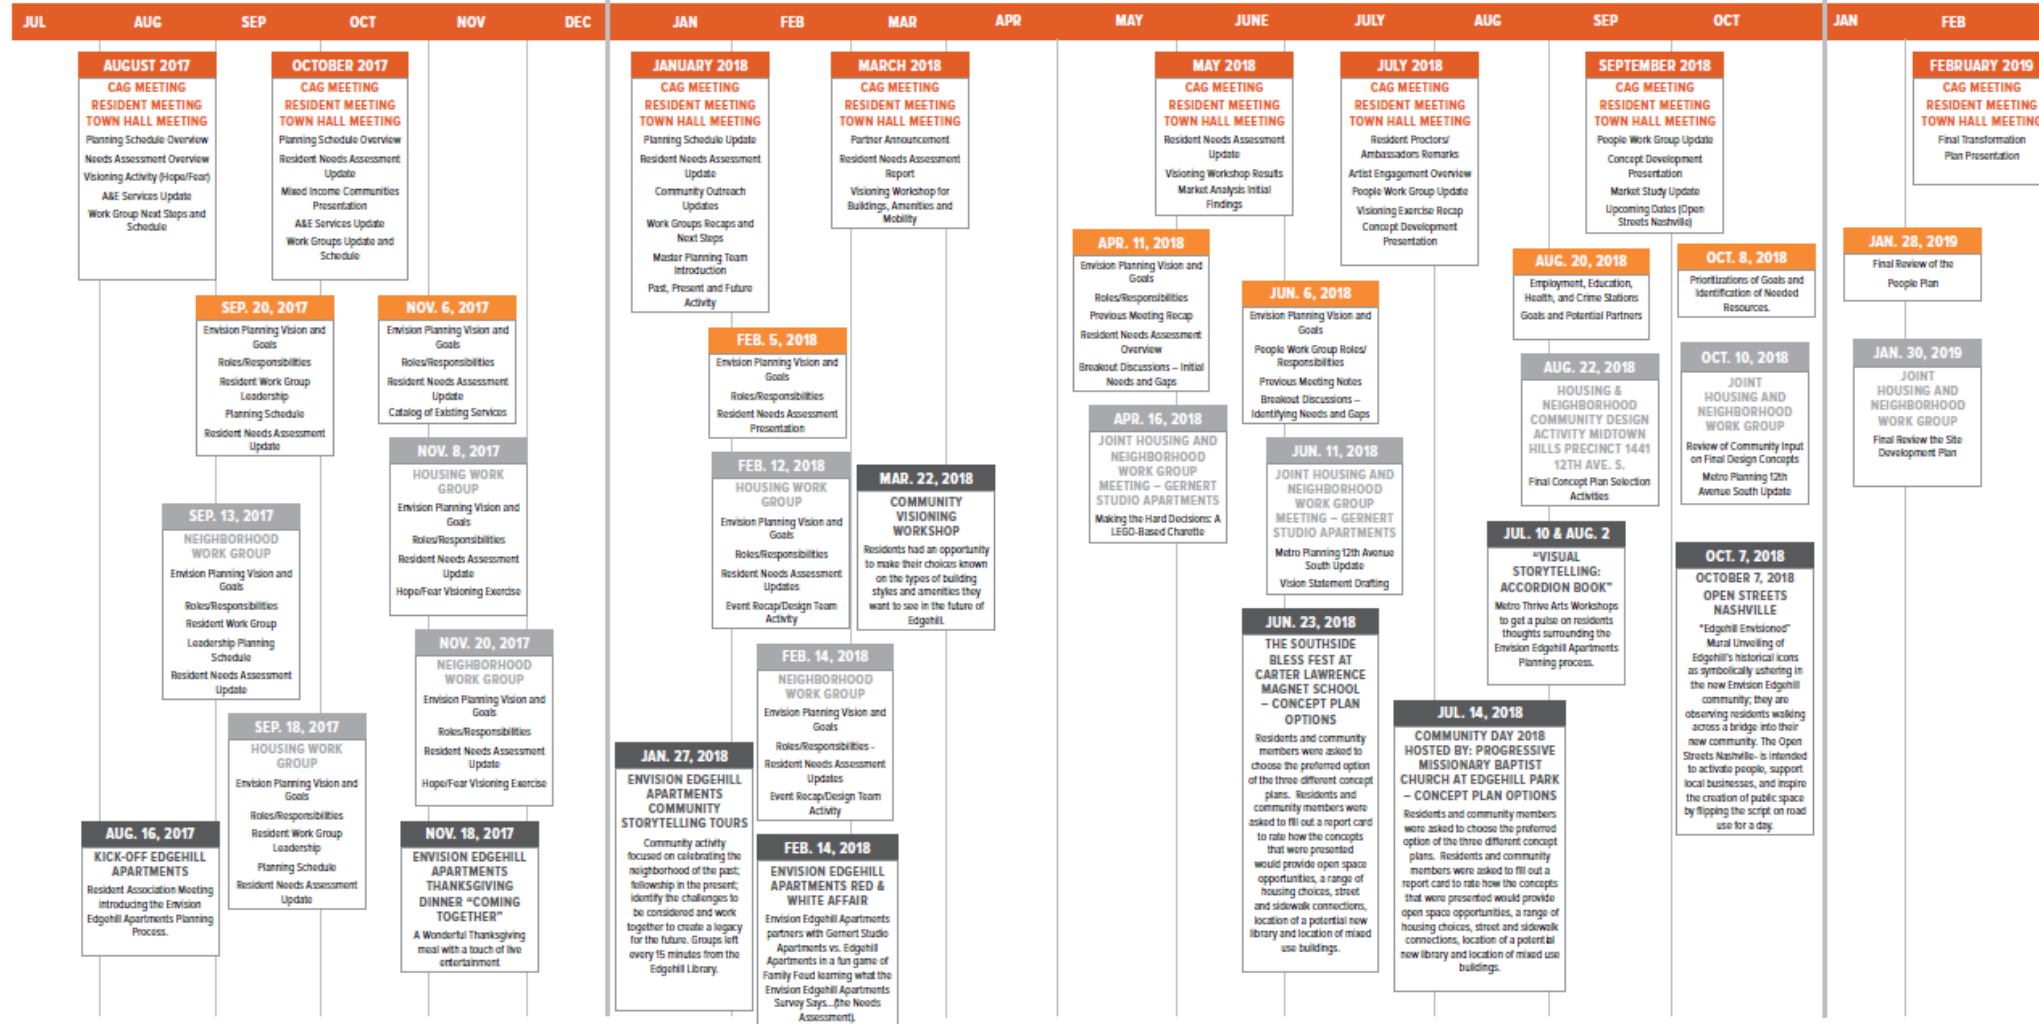 JUL AUG SEP OCT NOV DEC JAN FEB MAR APR MAY JUNE JULY AUG SEP OCT JAN FEB
AUGUST 2017
CAG MEETING
RESIDENT MEETING
TOWN HALL MEETING
Planning Schedule Overview
Needs Assessment Overview
Visioning Activity (Hope/Fear)
A&E Services Update
Work Group Next Steps and
Schedule
OCTOBER 2017
CAG MEETING
RESIDENT MEETING
TOWN HALL MEETING
Planning Schedule Overview
Resident Needs Assessment
Update
Mixed Income Communities
Presentation
A&E Services Update
Work Groups Update and
Schedule
SEP. 20, 2017
Envision Planning Vision and
Goals
Roles/Responsibilities
Resident Work Group
Leadership
Planning Schedule
Resident Needs Assessment
Update
NOV. 6, 2017
Envision Planning Vision and
Goals
Roles/Responsibilities
Resident Needs Assessment
Update
Catalog of Existing Services
NOV. 8, 2017
HOUSING WORK
GROUP
Envision Planning Vision and
Goals
Roles/Responsibilities
Resident Needs Assessment
Update
Hope/Fear Visioning Exercise
SEP. 13, 2017
NEIGHBORHOOD
WORK GROUP
Envision Planning Vision and
Goals
Roles/Responsibilities
Resident Work Group
Leadership Planning
Schedule
Resident Needs Assessment
Update
NOV. 20, 2017
NEIGHBORHOOD
WORK GROUP
Envision Planning Vision and
Goals
Roles/Responsibilities
Resident Needs Assessment
Update
Hope/Fear Visioning Exercise
SEP. 18, 2017
HOUSING WORK
GROUP
Envision Planning Vision and
Goals
Roles/Responsibilities
Resident Work Group
Leadership
Planning Schedule
Resident Needs Assessment
Update
AUG. 16, 2017
KICK-OFF EDGEHILL
APARTMENTS
Resident Association Meeting
introducing the Envision
Edgehill Apartments Planning
Process.
NOV. 18, 2017
ENVISION EDGEHILL
APARTMENTS
THANKSGIVING
DINNER “COMING
TOGETHER”
A Wonderful Thanksgiving
meal with a touch of live
entertainment
JANUARY 2018
CAG MEETING
RESIDENT MEETING
TOWN HALL MEETING
Planning Schedule Update
Resident Needs Assessment
Update
Community Outreach
Updates
Work Groups Recaps and
Next Steps
Master Planning Team
Introduction
Past, Present and Future
Activity
MARCH 2018
CAG MEETING
RESIDENT MEETING
TOWN HALL MEETING
Partner Announcement
Resident Needs Assessment
Report
Visioning Workshop for
Buildings, Amenities and
Mobility
FEB. 5, 2018
Envision Planning Vision and
Goals
Roles/Responsibilities
Resident Needs Assessment
Presentation
FEB. 12, 2018
HOUSING WORK
GROUP
Envision Planning Vision and
Goals
Roles/Responsibilities
Resident Needs Assessment
Updates
Event Recap/Design Team
Activity
MAR. 22, 2018
COMMUNITY
VISIONING
WORKSHOP
Residents had an opportunity
to make their choices known
on the types of building
styles and amenities they
want to see in the future of
Edgehill.
FEB. 14, 2018
NEIGHBORHOOD
WORK GROUP
Envision Planning Vision and
Goals
Roles/Responsibilities -
Resident Needs Assessment
Updates
Event Recap/Design Team
Activity
JAN. 27, 2018
ENVISION EDGEHILL
APARTMENTS
COMMUNITY
STORYTELLING TOURS
Community activity
focused on celebrating the
neighborhood of the past;
fellowship in the present;
identify the challenges to
be considered and work
together to create a legacy
for the future. Groups left
every 15 minutes from the
Edgehill Library.
FEB. 14, 2018
ENVISION EDGEHILL
APARTMENTS RED &
WHITE AFFAIR
Envision Edgehill Apartments
partners with Gernert Studio
Apartments vs. Edgehill
Apartments in a fun game of
Family Feud learning what the
Envision Edgehill Apartments
Survey Says...(the Needs
Assessment).
MAY 2018
CAG MEETING
RESIDENT MEETING
TOWN HALL MEETING
Resident Needs Assessment
Update
Visioning Workshop Results
Market Analysis Initial
Findings
JULY 2018
CAG MEETING
RESIDENT MEETING
TOWN HALL MEETING
Resident Proctors/
Ambassadors Remarks
Artist Engagement Overview
People Work Group Update
Visioning Exercise Recap
Concept Development
Presentation
SEPTEMBER 2018
CAG MEETING
RESIDENT MEETING
TOWN HALL MEETING
People Work Group Update
Concept Development
Presentation
Market Study Update
Upcoming Dates (Open
Streets Nashville)
APR. 11, 2018
Envision Planning Vision and
Goals
Roles/Responsibilities
Previous Meeting Recap
Resident Needs Assessment
Overview
Breakout Discussions – Initial
Needs and Gaps
JUN. 6, 2018
Envision Planning Vision and
Goals
People Work Group Roles/
Responsibilities
Previous Meeting Notes
Breakout Discussions –
Identifying Needs and Gaps
AUG. 20, 2018
Employment, Education,
Health, and Crime Stations
Goals and Potential Partners
OCT. 8, 2018
Prioritizations of Goals and
Identification of Needed
Resources.
APR. 16, 2018
JOINT HOUSING AND
NEIGHBORHOOD
WORK GROUP
MEETING – GERNERT
STUDIO APARTMENTS
Making the Hard Decisions: A
LEGO-Based Charette
JUN. 11, 2018
JOINT HOUSING AND
NEIGHBORHOOD
WORK GROUP
MEETING – GERNERT
STUDIO APARTMENTS
Metro Planning 12th Avenue
South Update
Vision Statement Drafting
AUG. 22, 2018
HOUSING &
NEIGHBORHOOD
COMMUNITY DESIGN
ACTIVITY MIDTOWN
HILLS PRECINCT 1441
12TH AVE. S.
Final Concept Plan Selection
Activities
OCT. 10, 2018
JOINT
HOUSING AND
NEIGHBORHOOD
WORK GROUP
Review of Community Input
on Final Design Concepts
Metro Planning 12th
Avenue South Update
JUL. 10 & AUG. 2
“VISUAL
STORYTELLING:
ACCORDION BOOK”
Metro Thrive Arts Workshops
to get a pulse on residents
thoughts surrounding the
Envision Edgehill Apartments
Planning process.
JUN. 23, 2018
THE SOUTHSIDE
BLESS FEST AT
CARTER LAWRENCE
MAGNET SCHOOL
– CONCEPT PLAN
OPTIONS
Residents and community
members were asked to
choose the preferred option
of the three different concept
plans. Residents and
community members were
asked to fill out a report card
to rate how the concepts
that were presented
would provide open space
opportunities, a range of
housing choices, street
and sidewalk connections,
location of a potential new
library and location of mixed
use buildings.
JUL. 14, 2018
COMMUNITY DAY 2018
HOSTED BY: PROGRESSIVE
MISSIONARY BAPTIST
CHURCH AT EDGEHILL PARK
– CONCEPT PLAN OPTIONS
Residents and community members
were asked to choose the preferred
option of the three different concept
plans. Residents and community
members were asked to fill out a
report card to rate how the concepts
that were presented would provide
open space opportunities, a range of
housing choices, street and sidewalk
connections, location of a potential
new library and location of mixed use
buildings.
OCT. 7, 2018
OCTOBER 7, 2018
OPEN STREETS
NASHVILLE
“Edgehill Envisioned”
Mural Unveiling of
Edgehill's historical icons
as symbolically ushering in
the new Envision Edgehill
community; they are
observing residents walking
across a bridge into their
new community. The Open
Streets Nashville- is intended
to activate people, support
local businesses, and inspire
the creation of public space
by flipping the script on road
use for a day.
FEBRUARY 2019
CAG MEETING
RESIDENT MEETING
TOWN HALL MEETING
Final Transformation
Plan Presentation
JAN. 28, 2019
Final Review of the
People Plan
JAN. 30, 2019
JOINT
HOUSING AND
NEIGHBORHOOD
WORK GROUP
Final Review the Site
Development Plan